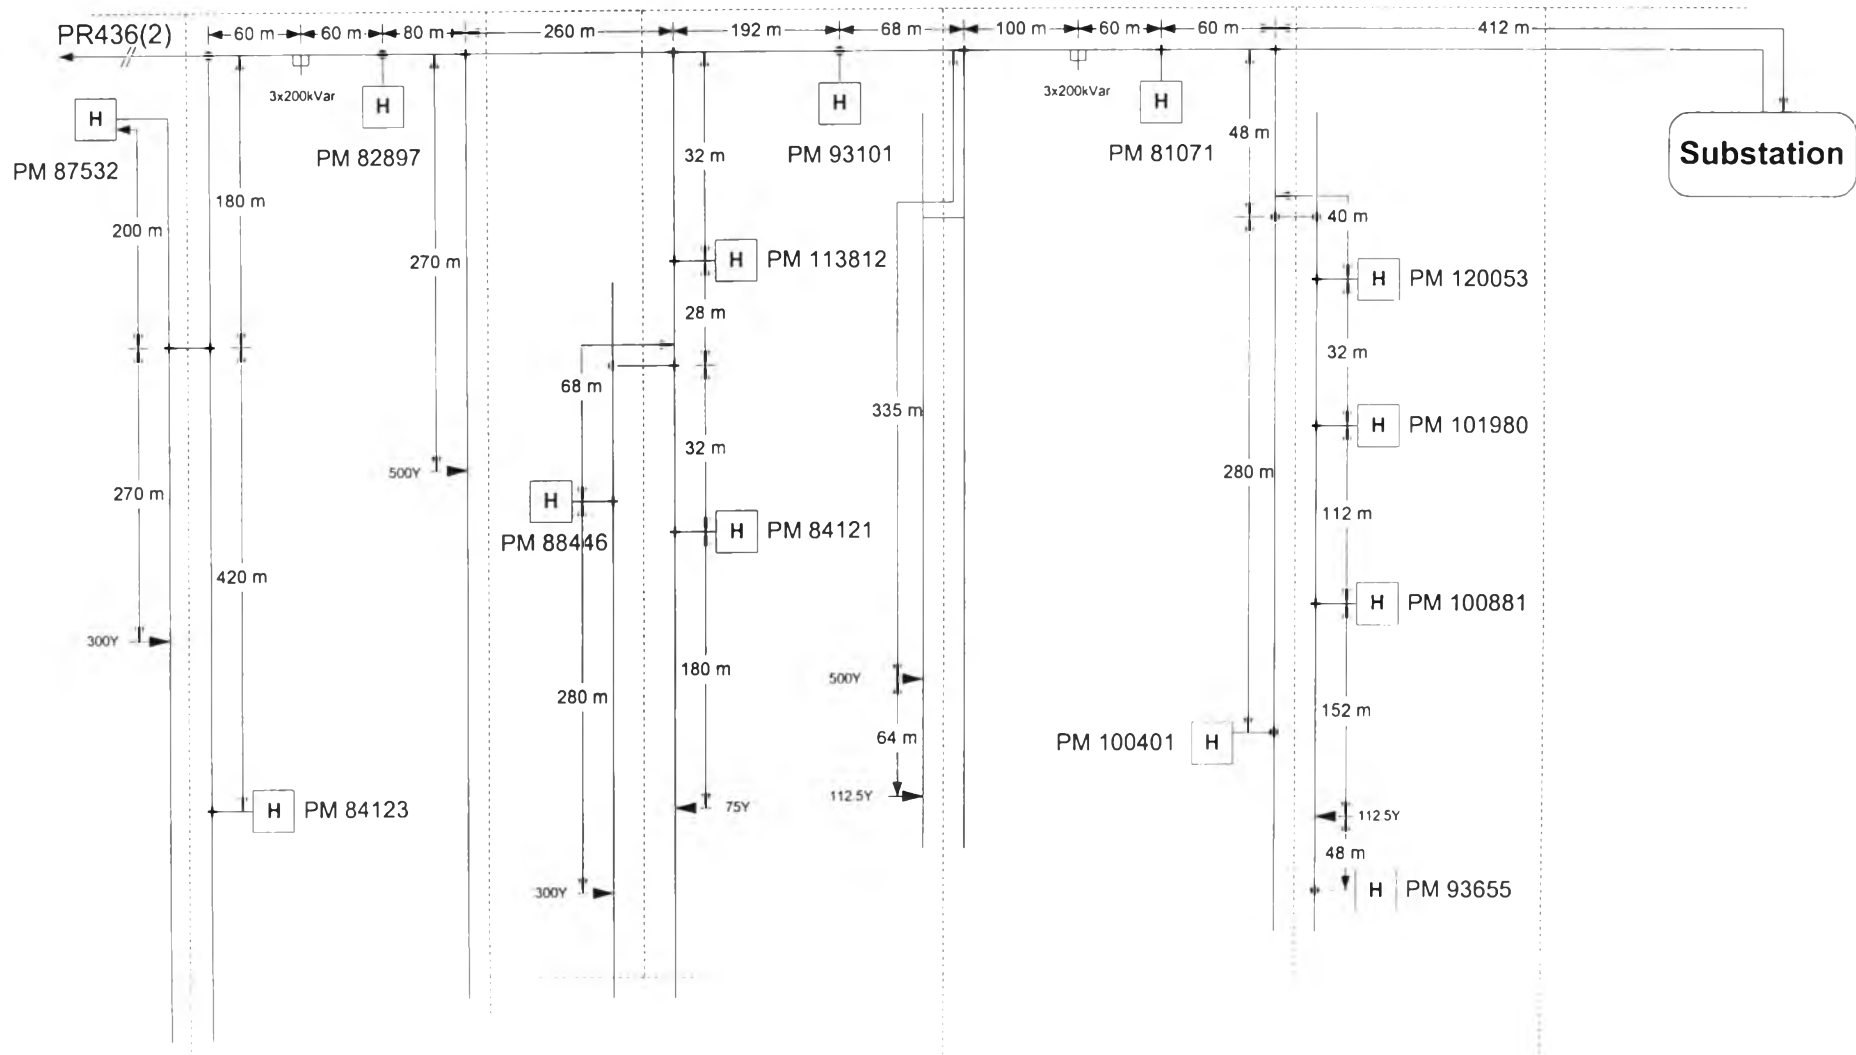 PR436(2)
60 m
60 m
80 m
260 m
192 m
68 m
100 m
60 m
60 m
412 m
3x200kVar
H
H
H
3x200kVar
H
48 m
Substation
PM 87532
PM 82897
32 m
PM 93101
PM 81071
180 m
200 m
40 m
270 m
H
PM 113812
H
PM 120053
28 m
32 m
68 m
335 m
32 m
H
PM 101980
500Y
280 m
270 m
H
PM 88446
H
PM 84121
112 m
420 m
H
PM 100881
300Y
180 m
500Y
280 m
152 m
64 m
PM 100401
H
H
PM 84123
75Y
112.5Y
112.5Y
48 m
300Y
H
PM 93655